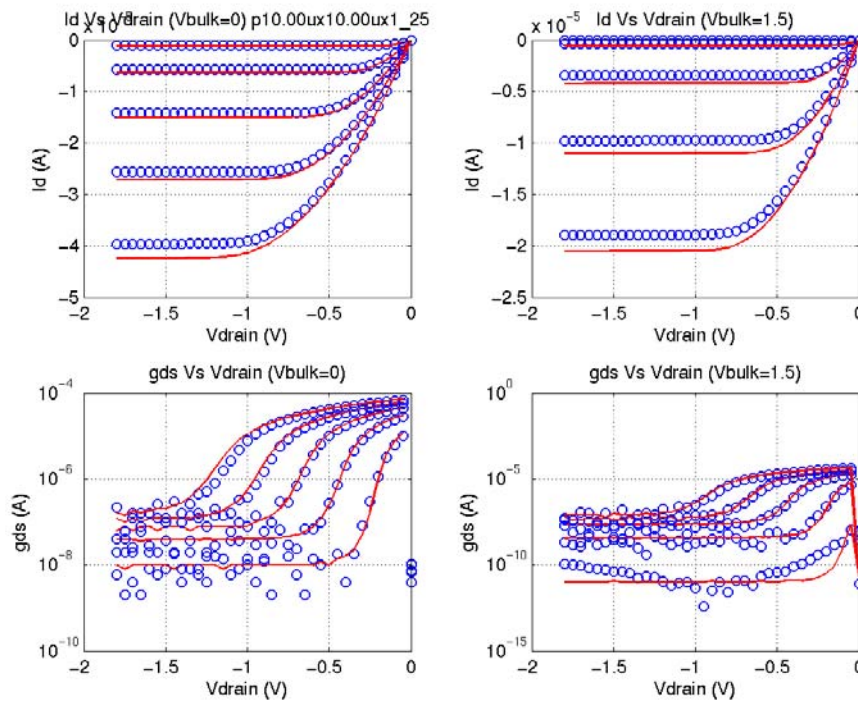 Id Vs Vdrain (Vbulk=0) p10.00ux10.00ux1_25
x 10
0
−1
−2
−3
−4
−5
Id (A)
−2 −1.5 −1 −0.5 0
Vdrain (V)
Id Vs Vdrain (Vbulk=1.5)
x 10⁻⁵
0
−0.5
−1
−1.5
−2
−2.5
Id (A)
−2 −1.5 −1 −0.5 0
Vdrain (V)
gds Vs Vdrain (Vbulk=0)
10⁻⁴
10⁻⁶
10⁻⁸
10⁻¹⁰
gds (A)
−2 −1.5 −1 −0.5 0
Vdrain (V)
gds Vs Vdrain (Vbulk=1.5)
10⁰
10⁻⁵
10⁻¹⁰
10⁻¹⁵
gds (A)
−2 −1.5 −1 −0.5 0
Vdrain (V)